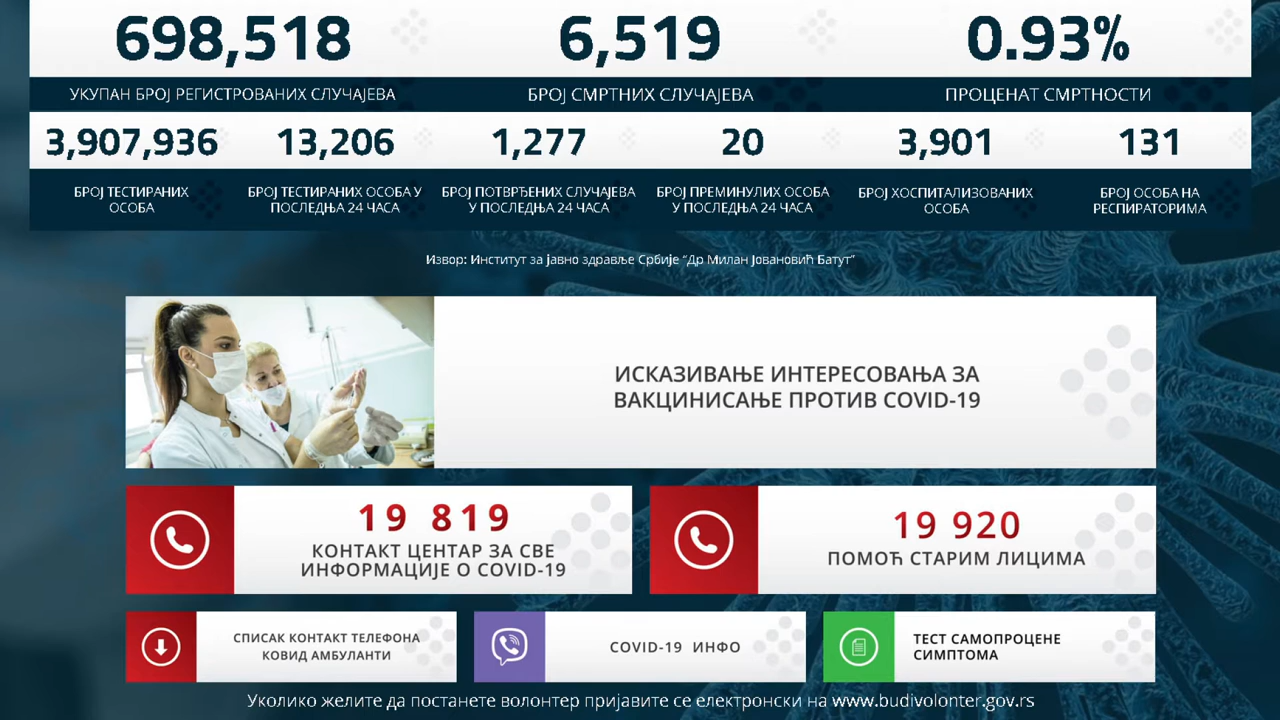 698,518
6,519
0.93%
УКУПАН БРОЈ РЕГИСТРОВАНИХ СЛУЧАЈЕВА
БРОЈ СМРТНИХ СЛУЧАЈЕВА
ПРОЦЕНАТ СМРТНОСТИ
3,907,936
13,206
1,277
20
3,901
131
БРОЈ ТЕСТИРАНИХ
ОСОБА
БРОЈ ТЕСТИРАНИХ ОСОБА У
ПОСЛЕДЊА 24 ЧАСА
БРОЈ ПОТВРЂЕНИХ СЛУЧАЈЕВА
У ПОСЛЕДЊА 24 ЧАСА
БРОЈ ПРЕМИНУЛИХ ОСОБА
У ПОСЛЕДЊА 24 ЧАСА
БРОЈ ХОСПИТАЛИЗОВАНИХ
ОСОБА
БРОЈ ОСОБА НА
РЕСПИРАТОРИМА
Извор: Институт за јавно здравље Србије “Др Милан Јовановић Батут”
ИСКАЗИВАЊЕ ИНТЕРЕСОВАЊА ЗА
ВАКЦИНИСАЊЕ ПРОТИВ COVID-19
19 819
КОНТАКТ ЦЕНТАР ЗА СВЕ
ИНФОРМАЦИЈЕ О COVID-19
19 920
ПОМОЋ СТАРИМ ЛИЦИМА
СПИСАК КОНТАКТ ТЕЛЕФОНА
КОВИД АМБУЛАНТИ
COVID-19 ИНФО
ТЕСТ САМОПРОЦЕНЕ
СИМПТОМА
Уколико желите да постанете волонтер пријавите се електронски на www.budivolonter.gov.rs